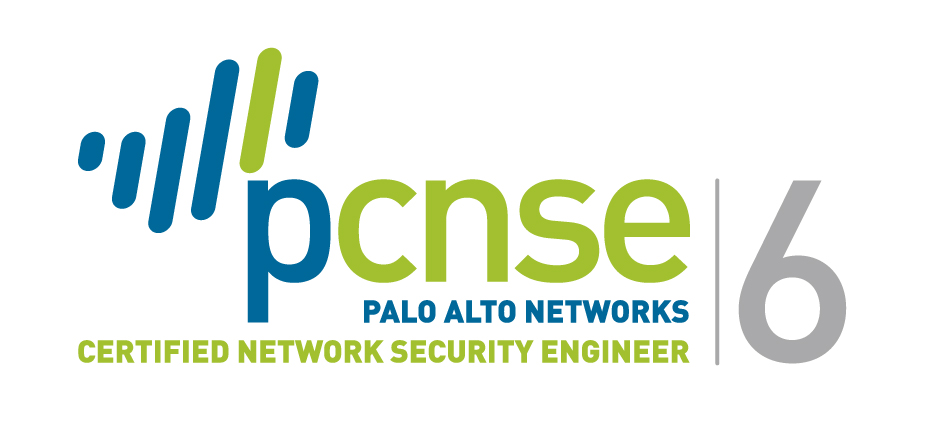 pcnse 6
PALO ALTO NETWORKS
CERTIFIED NETWORK SECURITY ENGINEER